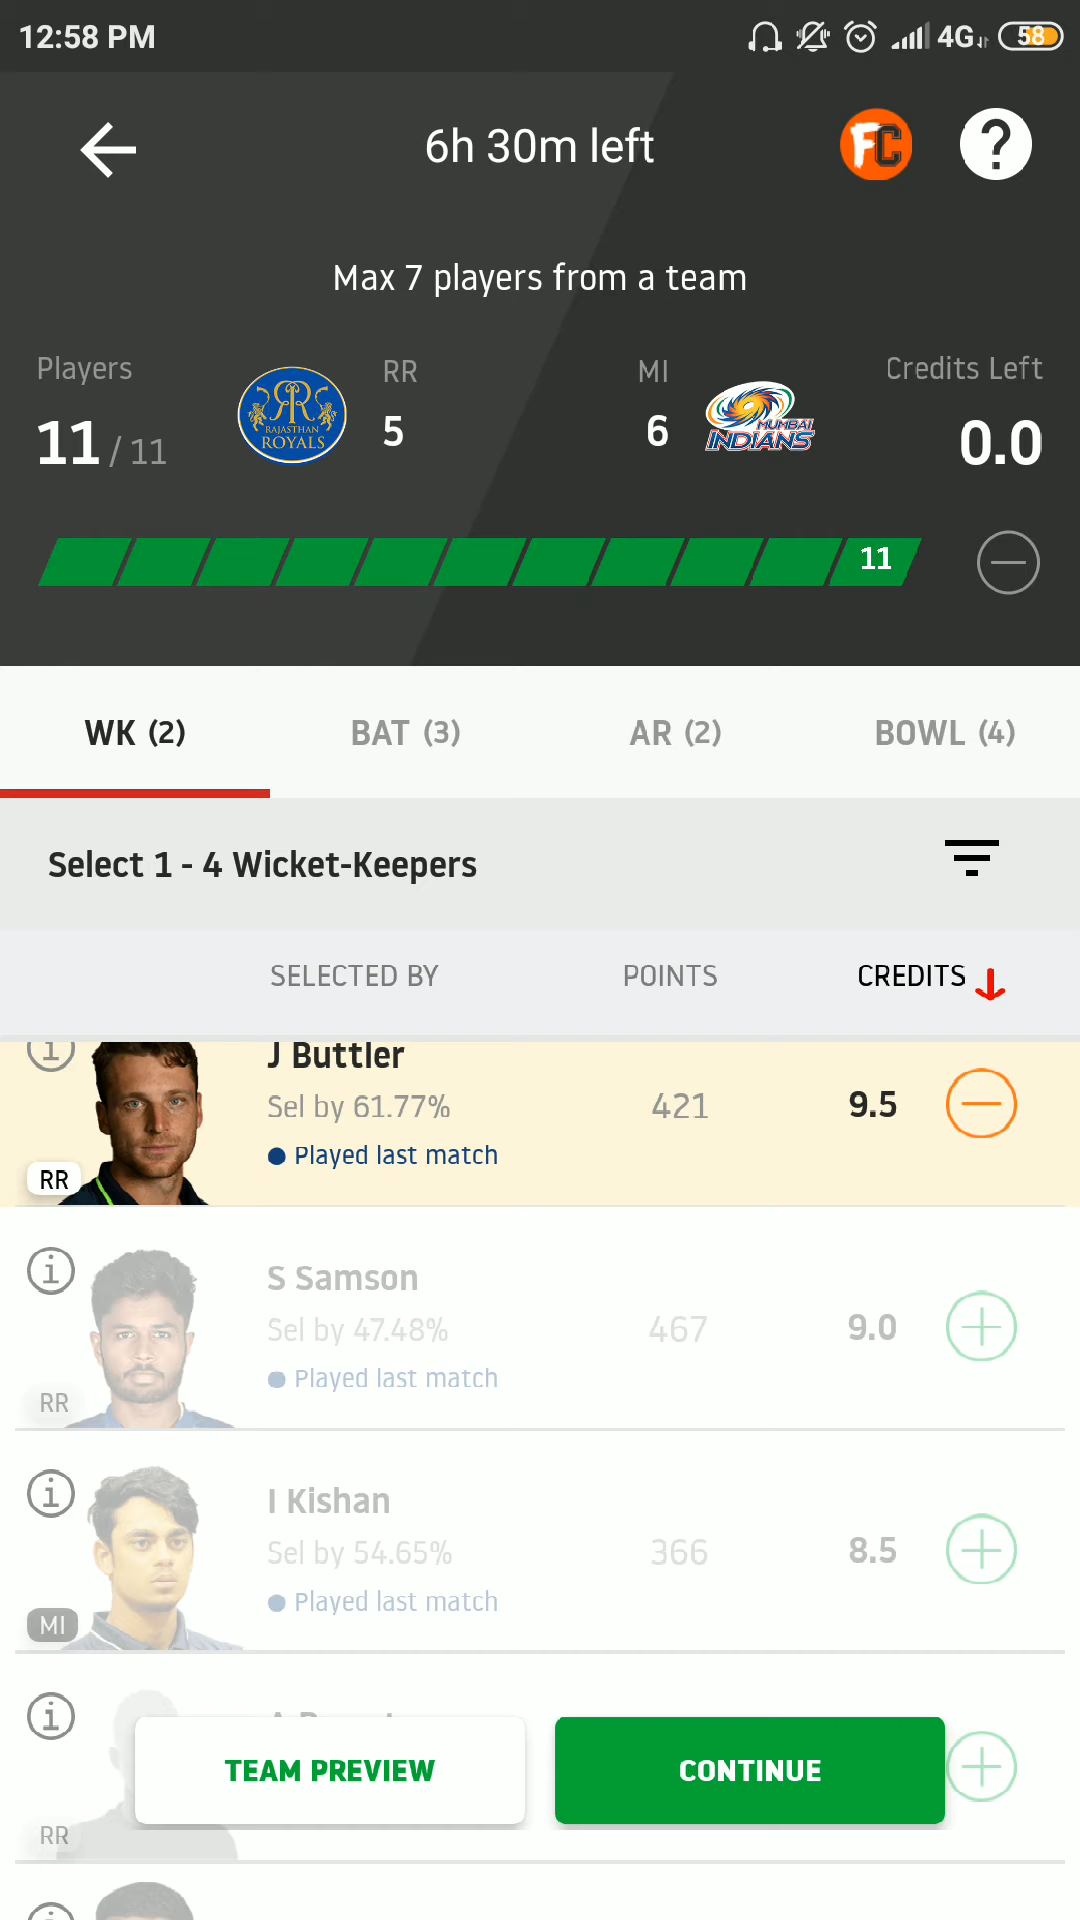 12:58 PM
4G
58
6h 30m left
FC
?
Max 7 players from a team
Players
RR
MI
Credits Left
11 / 11
RAJASTHAN
ROYALS
5
6
MUMBAI
INDIANS
0.0
11
WK (2)
BAT (3)
AR (2)
BOWL (4)
Select 1 - 4 Wicket-Keepers
SELECTED BY
POINTS
CREDITS
i
J Buttler
Sel by 61.77%
421
9.5
Played last match
RR
i
S Samson
Sel by 47.48%
467
9.0
Played last match
RR
i
I Kishan
Sel by 54.65%
366
8.5
Played last match
MI
i
TEAM PREVIEW
CONTINUE
RR